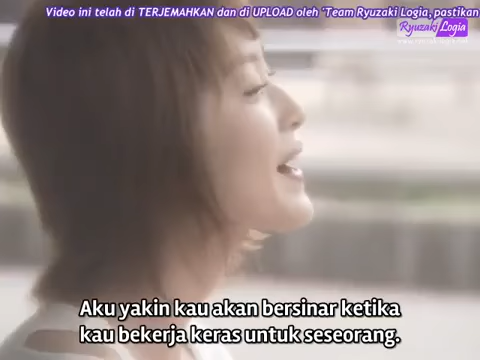 Video ini telah di TERJEMAHKAN dan di UPLOAD oleh "Team Ryuzaki Logia, pastikan
Ryuzaki Logia
Aku yakin kau akan bersinar ketika
kau bekerja keras untuk seseorang.